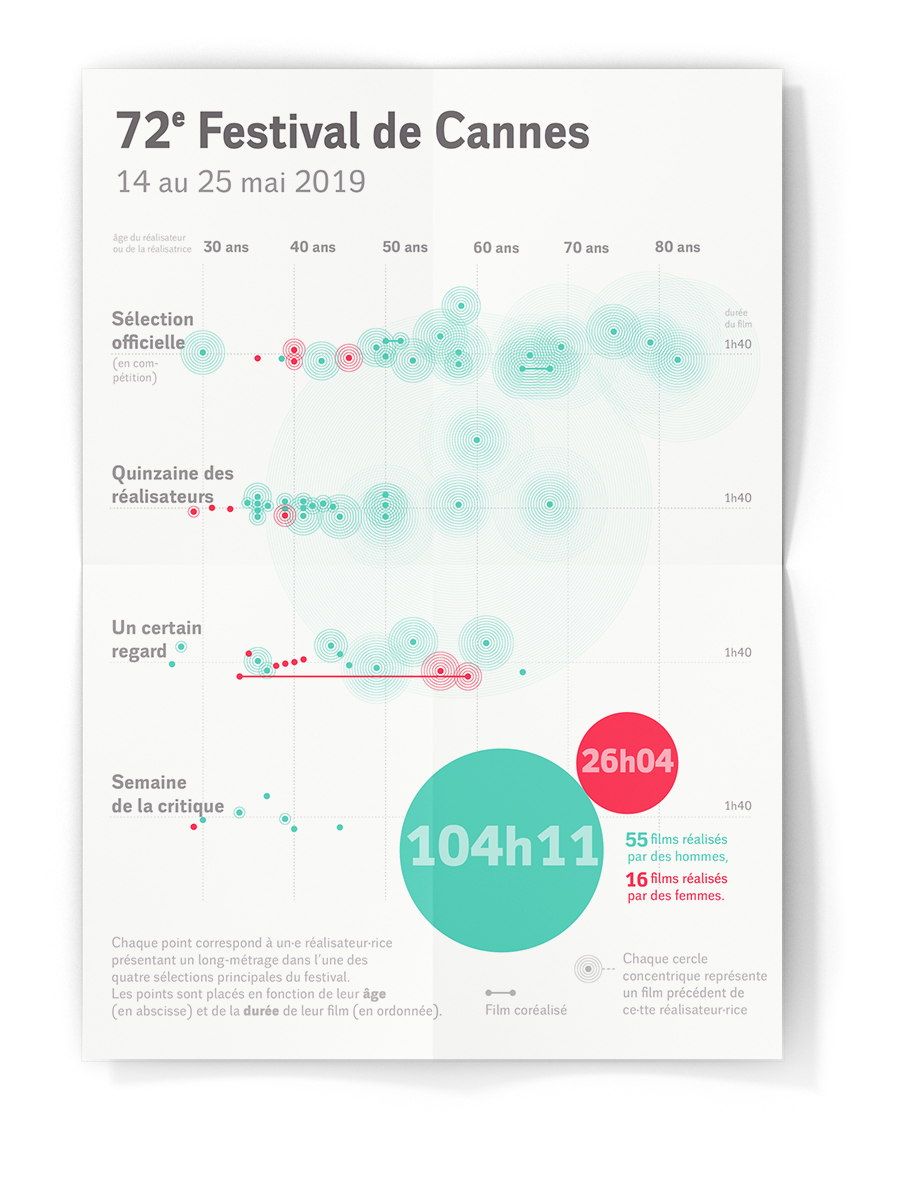 72e Festival de Cannes
14 au 25 mai 2019
âge du réalisateur
ou de la réalisatrice
30 ans
40 ans
50 ans
60 ans
70 ans
80 ans
Sélection
officielle
(en com-
pétition)
durée
du film
1h40
Quinzaine des
réalisateurs
1h40
Un certain
regard
1h40
Semaine
de la critique
1h40
26h04
104h11
55 films réalisés
par des hommes,
16 films réalisés
par des femmes.
Chaque point correspond à un·e réalisateur·rice
présentant un long-métrage dans l'une des
quatre sélections principales du festival.
Les points sont placés en fonction de leur âge
(en abscisse) et de la durée de leur film (en ordonnée).
Film coréalisé
Chaque cercle
concentrique représente
un film précédent de
ce·tte réalisateur·rice